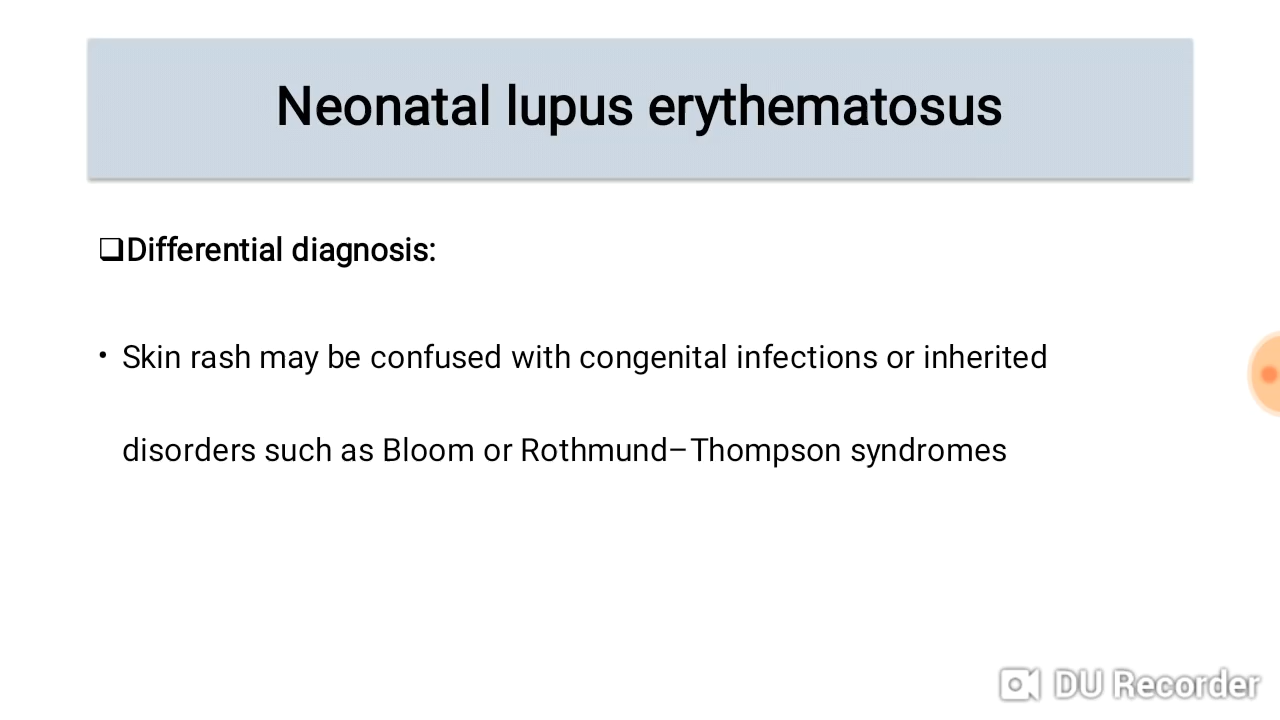 Neonatal lupus erythematosus
❑Differential diagnosis:
• Skin rash may be confused with congenital infections or inherited
disorders such as Bloom or Rothmund–Thompson syndromes
DU Recorder